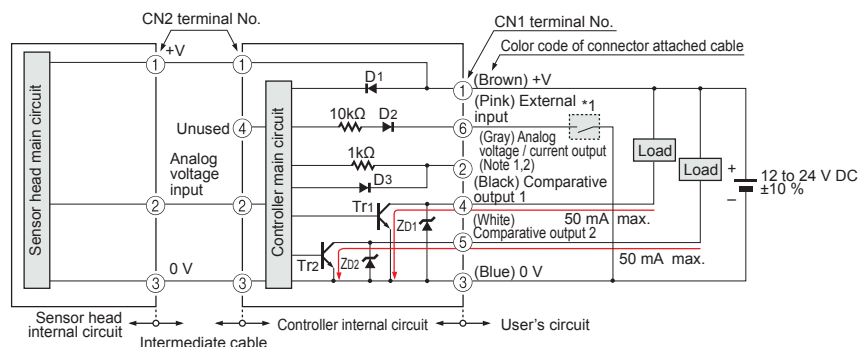 CN2 terminal No.
CN1 terminal No.
Color code of connector attached cable
+V
1
1
D1
1
(Brown) +V
(Pink) External
input
*1
10kΩ
D2
Unused
4
6
(Gray) Analog
voltage / current output
(Note 1,2)
Load
Load
1kΩ
2
Analog
voltage
input
D3
+
12 to 24 V DC
±10 %
–
(Black) Comparative
output 1
2
2
Tr1
4
ZD1
(White)
Comparative output 2
50 mA max.
5
Tr2
ZD2
50 mA max.
0 V
3
3
3
(Blue) 0 V
Sensor head main circuit
Controller main circuit
Sensor head
internal circuit
Intermediate cable
Controller internal circuit
User's circuit